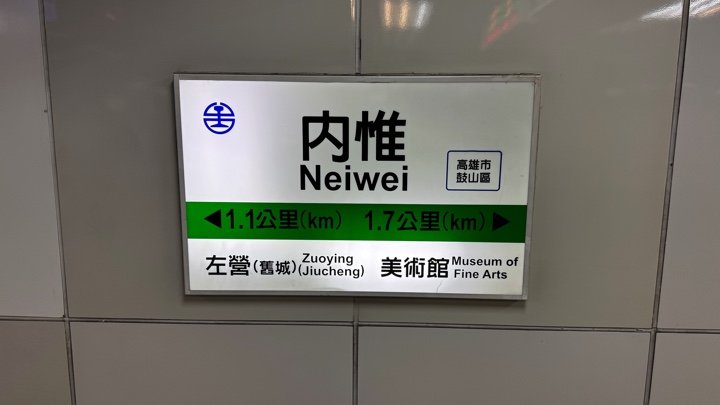 內惟
Neiwei
高雄市
鼓山區
◀1.1公里(km) 1.7公里(km)▶
左營(舊城) Zuoying (Jiucheng)
美術館 Museum of Fine Arts